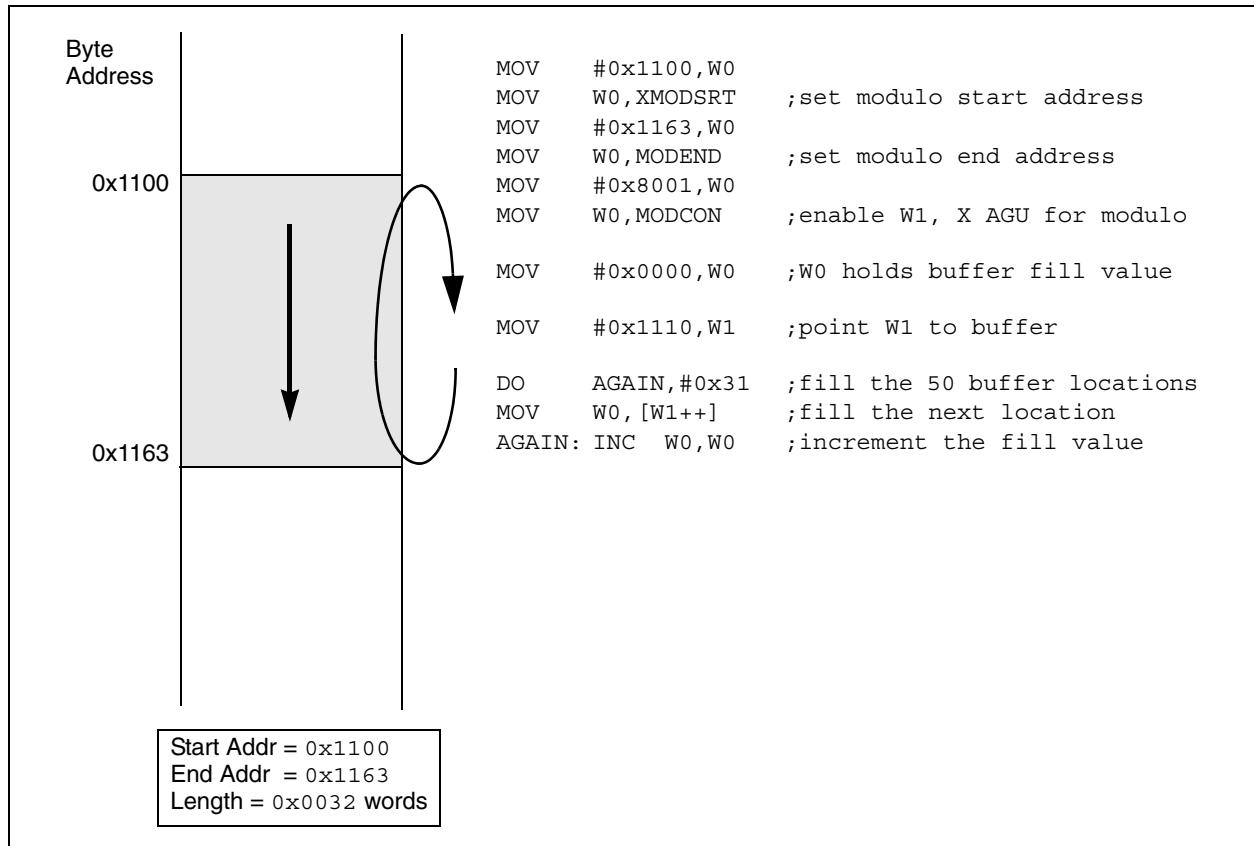 Byte
Address
0x1100
0x1163
MOV #0x1100,W0
MOV W0,XMODSRT ;set modulo start address
MOV #0x1163,W0
MOV W0,MODEND ;set modulo end address
MOV #0x8001,W0
MOV W0,MODCON ;enable W1, X AGU for modulo
MOV #0x0000,W0 ;W0 holds buffer fill value
MOV #0x1110,W1 ;point W1 to buffer
DO AGAIN,#0x31 ;fill the 50 buffer locations
MOV W0,[W1++] ;fill the next location
AGAIN: INC W0,W0 ;increment the fill value
Start Addr = 0x1100
End Addr = 0x1163
Length = 0x0032 words